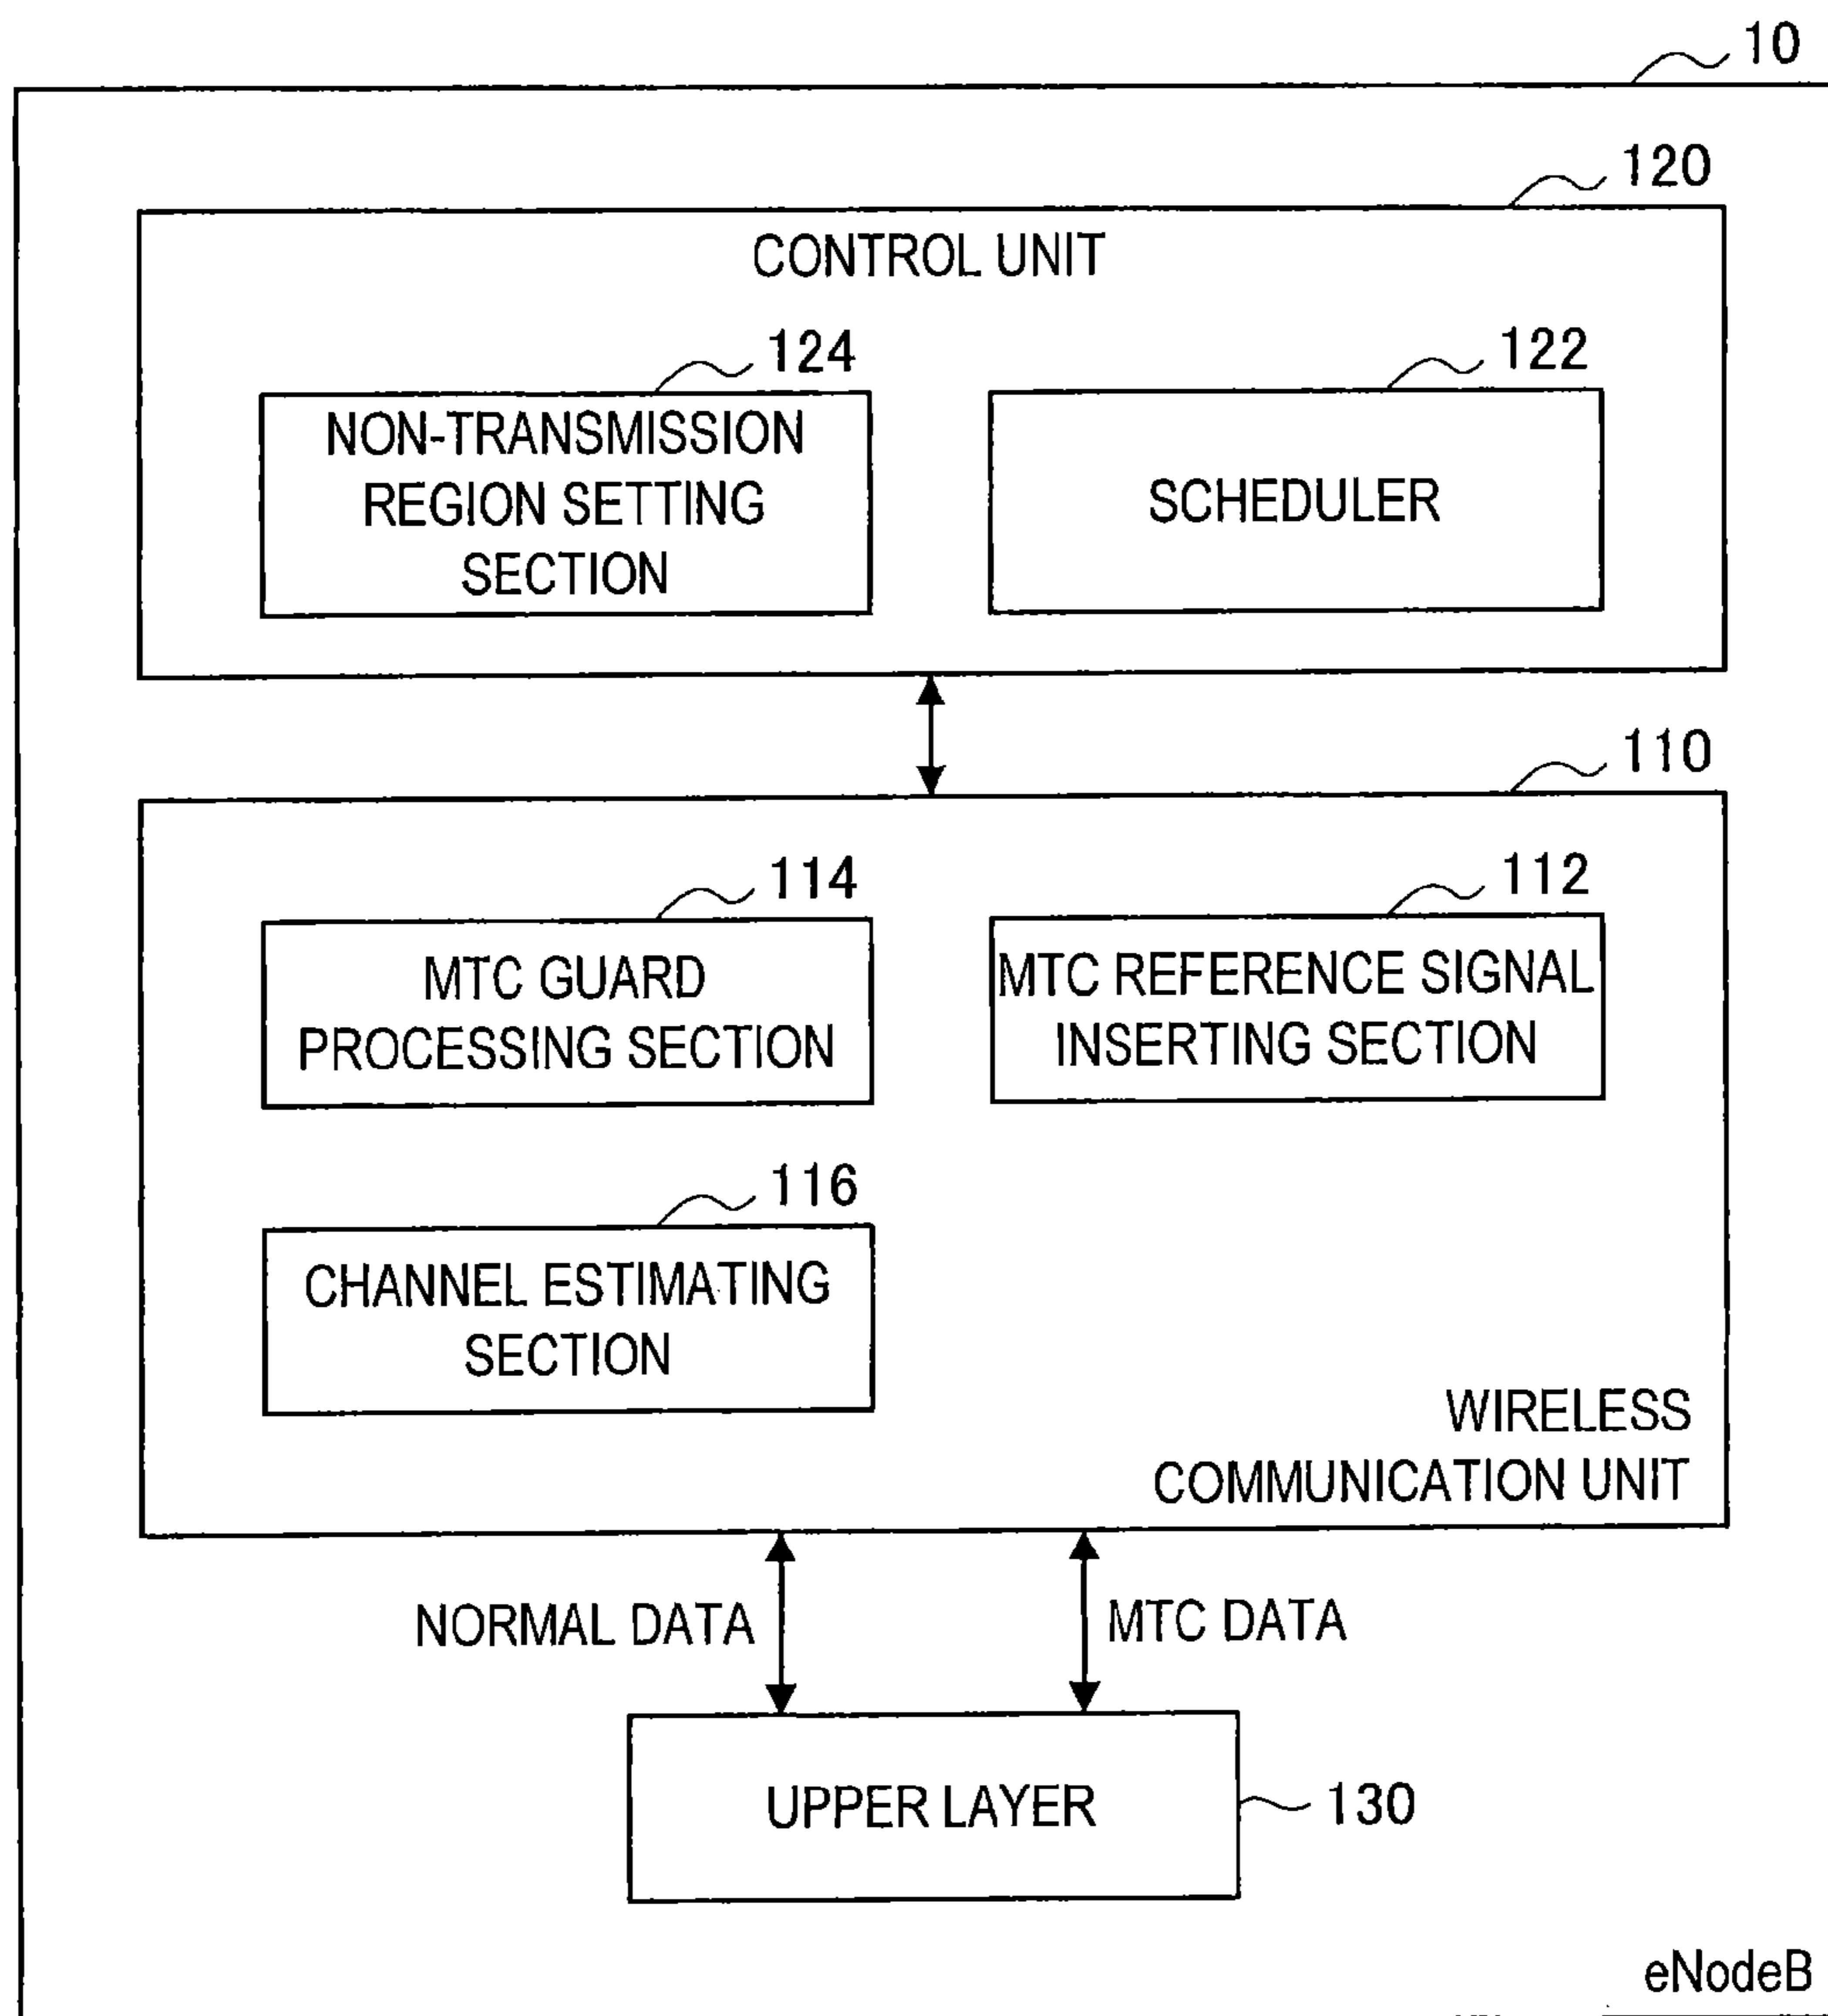 10
120
CONTROL UNIT
124
122
NON-TRANSMISSION
REGION SETTING
SECTION
SCHEDULER
110
114
112
MTC GUARD
PROCESSING SECTION
MTC REFERENCE SIGNAL
INSERTING SECTION
116
CHANNEL ESTIMATING
SECTION
WIRELESS
COMMUNICATION UNIT
NORMAL DATA
MTC DATA
UPPER LAYER
130
eNodeB